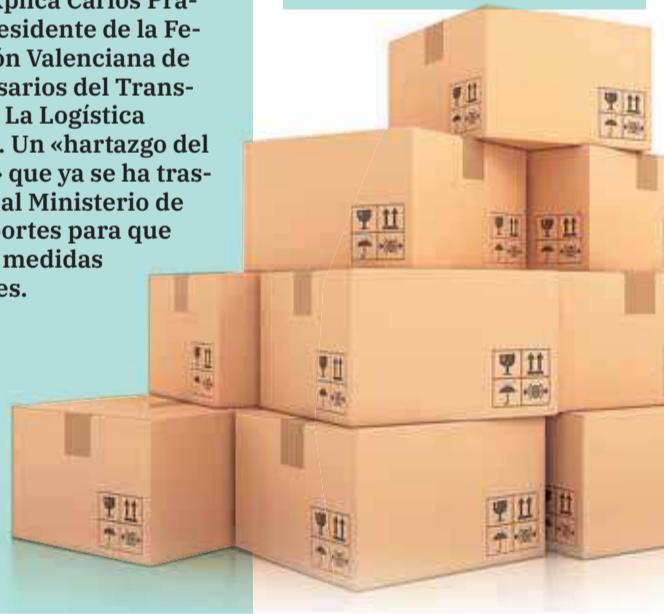 xplica Carlos Pra-
esidente de la Fe-
ón Valenciana de
sarios del Trans-
La Logística
. Un «hartazgo del
» que ya se ha tras-
al Ministerio de
ortes para que
medidas
es.